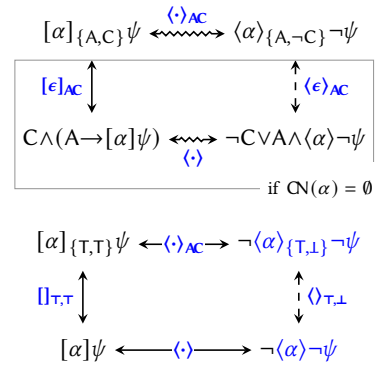 ⟨·⟩AC
[α]{A,C}ψ ⟨α⟩{A,¬C}¬ψ
[ϵ]AC ⟨ϵ⟩AC
C∧(A→[α]ψ) ¬C∨A∧⟨α⟩¬ψ
⟨·⟩
if CN(α) = ∅
[α]{T,T}ψ ⟨·⟩AC ¬⟨α⟩{T,⊥}¬ψ
[]T,T ⟨⟩T,⊥
[α]ψ ⟨·⟩ ¬⟨α⟩¬ψ